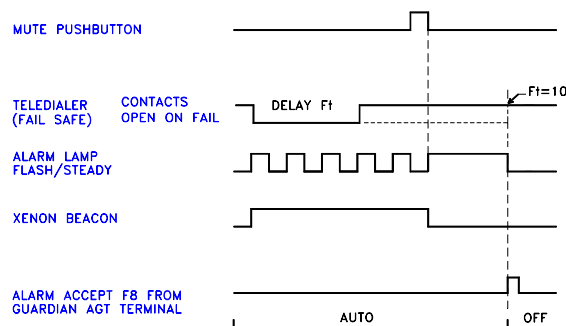 MUTE PUSHBUTTON
Ft=10
TELEDIALER CONTACTS DELAY Ft
(FAIL SAFE) OPEN ON FAIL
ALARM LAMP
FLASH/STEADY
XENON BEACON
ALARM ACCEPT F8 FROM
GUARDIAN AGT TERMINAL
AUTO OFF